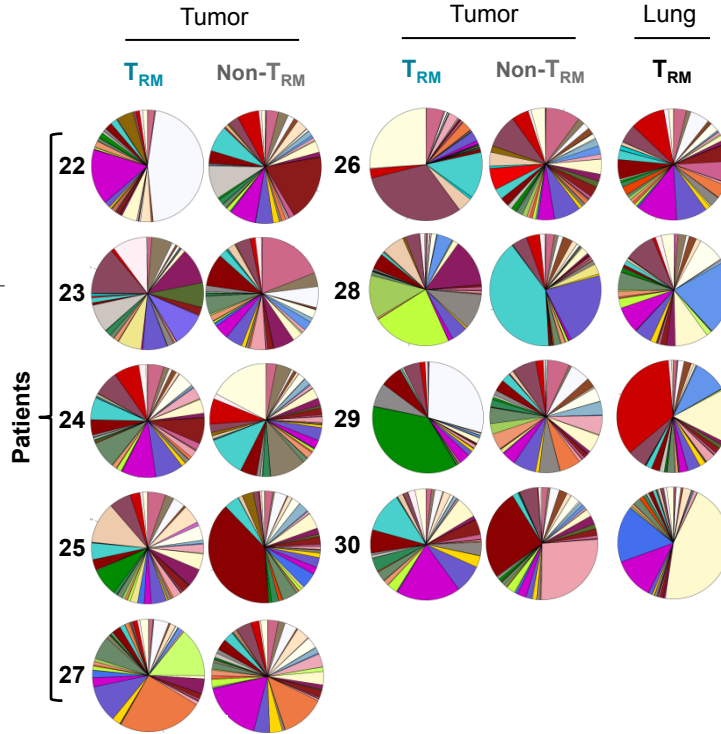 Tumor Tumor Lung
TRM Non-TRM TRM Non-TRM TRM
22 26
23 28
24 29
25 30
27
Patients